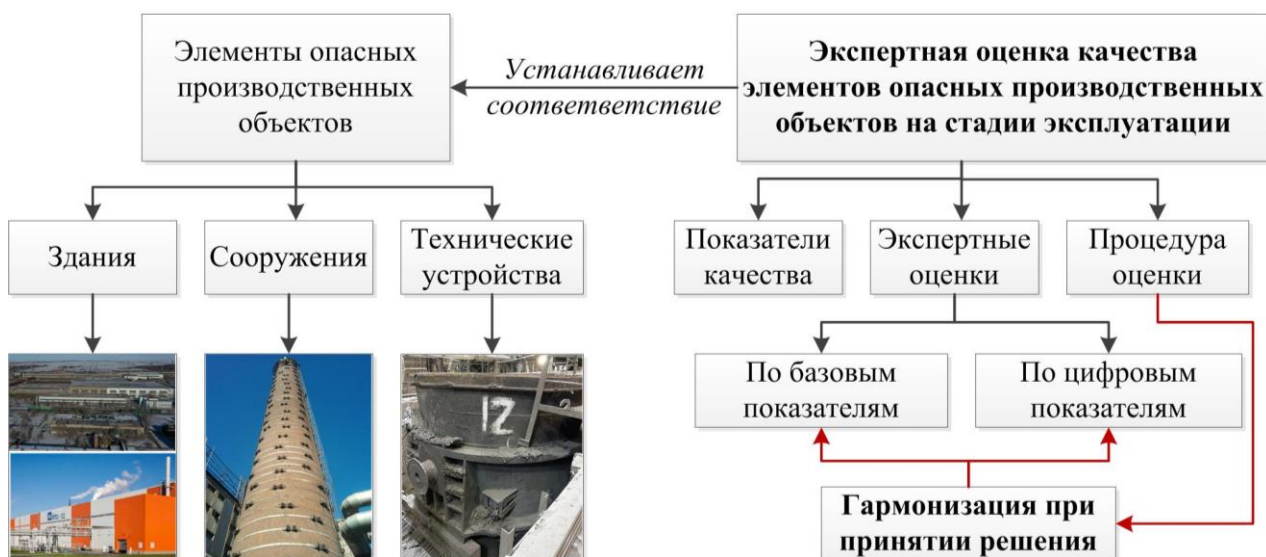 Элементы опасных
производственных
объектов
Устанавливает
соответствие
Экспертная оценка качества
элементов опасных производственных
объектов на стадии эксплуатации
Здания
Сооружения
Технические
устройства
Показатели
качества
Экспертные
оценки
Процедура
оценки
По базовым
показателям
По цифровым
показателям
12
Гармонизация при
принятии решения